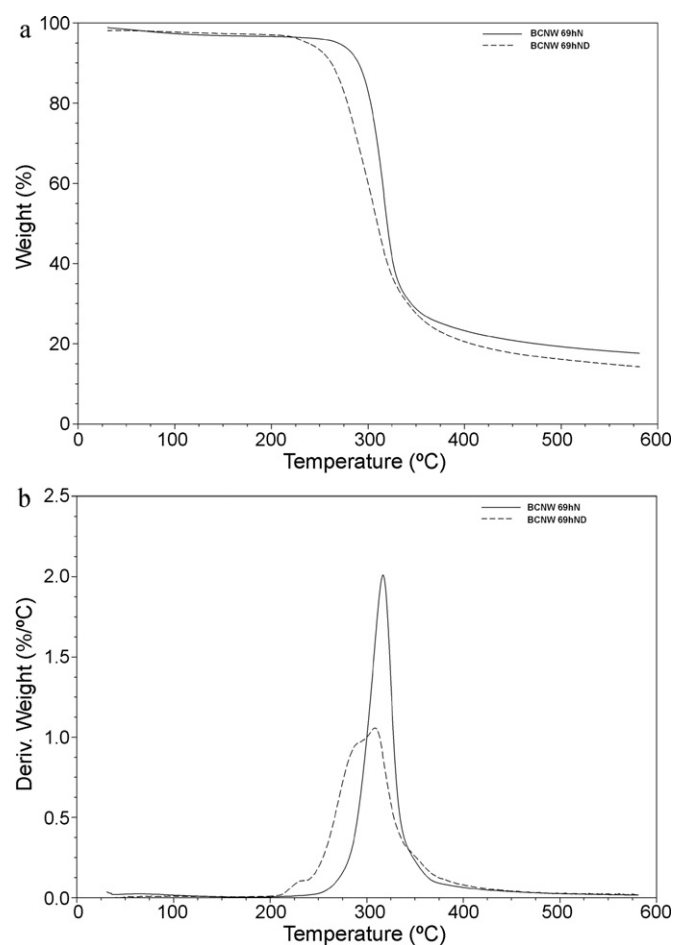 a
100
BCNW 69hN
BCNW 69hND
80
60
Weight (%)
40
20
0
0 100 200 300 400 500 600
Temperature (ºC)
b
2.5
BCNW 69hN
BCNW 69hND
2.0
1.5
Deriv. Weight (%/ºC)
1.0
0.5
0.0
0 100 200 300 400 500 600
Temperature (ºC)